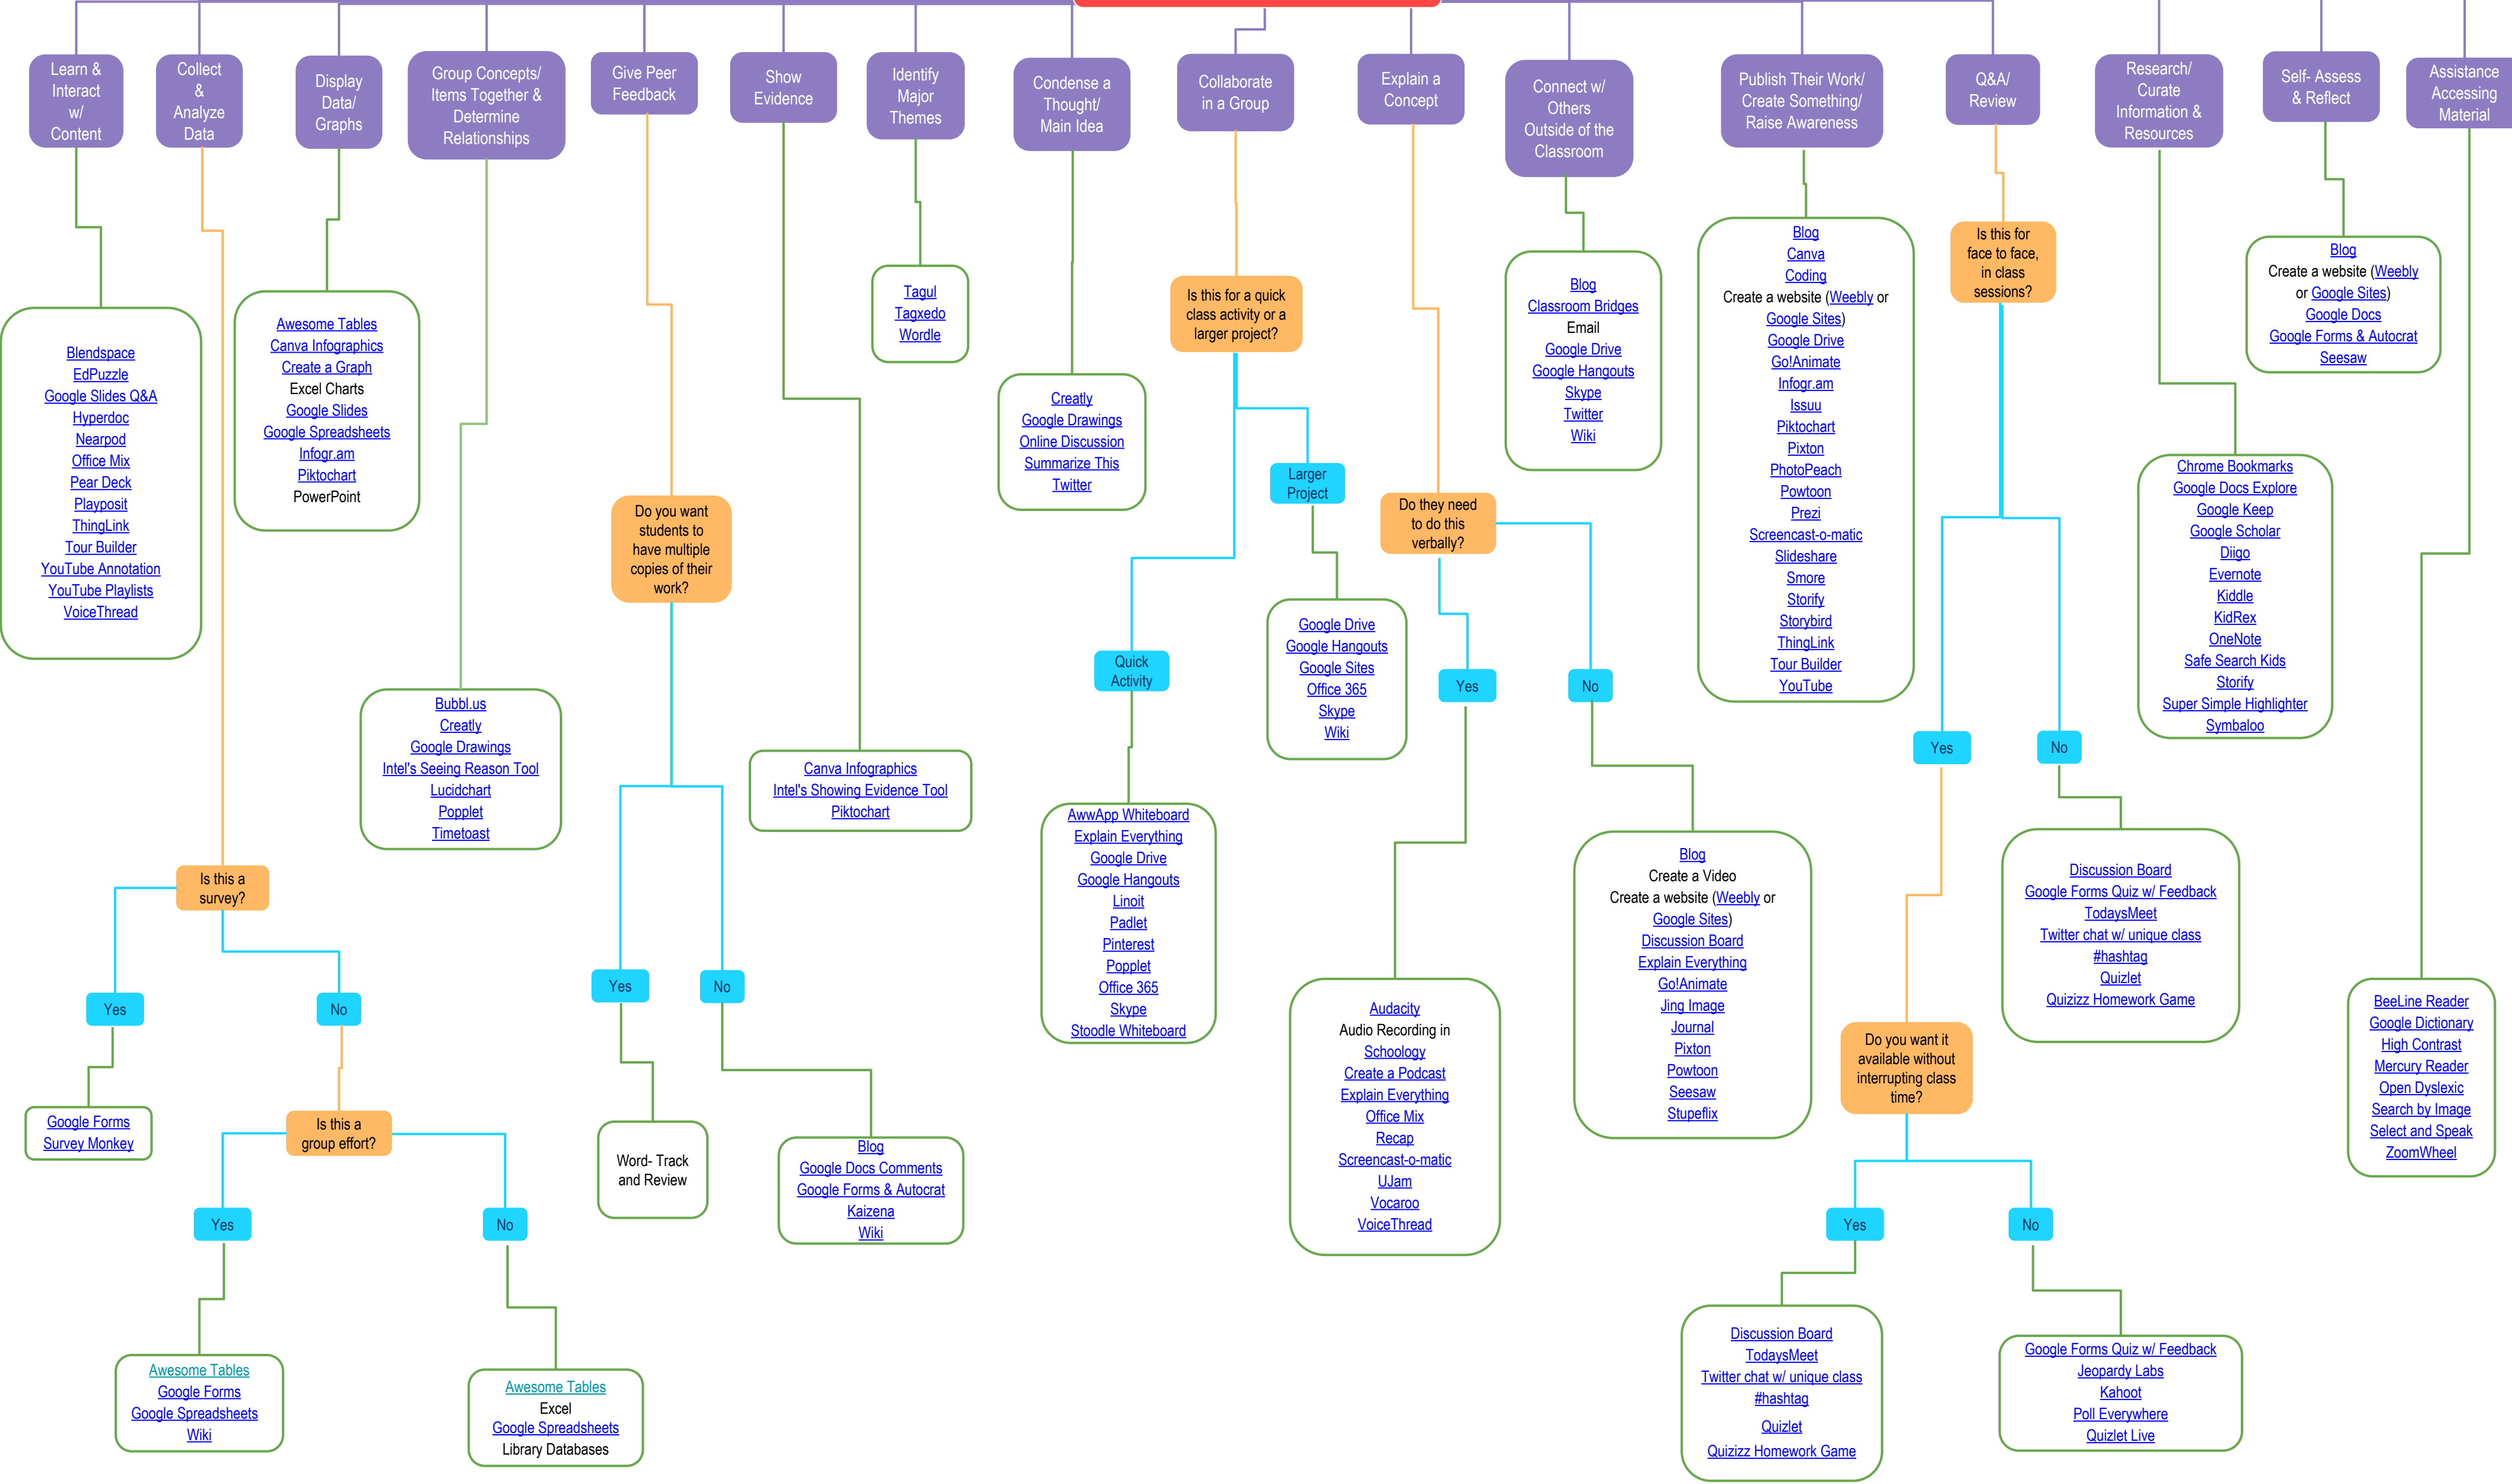 Learn &
Interact
w/
Content
Collect
&
Analyze
Data
Display
Data/
Graphs
Group Concepts/
Items Together &
Determine
Relationships
Give Peer
Feedback
Show
Evidence
Identify
Major
Themes
Condense a
Thought/
Main Idea
Collaborate
in a Group
Explain a
Concept
Connect w/
Others
Outside of the
Classroom
Publish Their Work/
Create Something/
Raise Awareness
Q&A/
Review
Research/
Curate
Information &
Resources
Self- Assess
& Reflect
Assistance
Accessing
Material
Blendspace
EdPuzzle
Google Slides Q&A
Hyperdoc
Nearpod
Office Mix
Pear Deck
Playposit
ThingLink
Tour Builder
YouTube Annotation
YouTube Playlists
VoiceThread
Awesome Tables
Canva Infographics
Create a Graph
Excel Charts
Google Slides
Google Spreadsheets
Infogr.am
Piktochart
PowerPoint
Bubbl.us
Creatly
Google Drawings
Intel's Seeing Reason Tool
Lucidchart
Popplet
Timetoast
Do you want
students to
have multiple
copies of their
work?
Canva Infographics
Intel's Showing Evidence Tool
Piktochart
Tagul
Tagxedo
Wordle
Creatly
Google Drawings
Online Discussion
Summarize This
Twitter
Is this for a quick
class activity or a
larger project?
Larger
Project
Quick
Activity
Google Drive
Google Hangouts
Google Sites
Office 365
Skype
Wiki
AwwApp Whiteboard
Explain Everything
Google Drive
Google Hangouts
Linoit
Padlet
Pinterest
Popplet
Office 365
Skype
Stoodle Whiteboard
Do they need
to do this
verbally?
Yes
No
Audacity
Audio Recording in
Schoology
Create a Podcast
Explain Everything
Office Mix
Recap
Screencast-o-matic
UJam
Vocaroo
VoiceThread
Blog
Create a Video
Create a website (Weebly or
Google Sites)
Discussion Board
Explain Everything
Go!Animate
Jing Image
Journal
Pixton
Powtoon
Seesaw
Stupeflix
Blog
Classroom Bridges
Email
Google Drive
Google Hangouts
Skype
Twitter
Wiki
Blog
Canva
Coding
Create a website (Weebly or
Google Sites)
Google Drive
Go!Animate
Infogr.am
Issuu
Piktochart
Pixton
PhotoPeach
Powtoon
Prezi
Screencast-o-matic
Slideshare
Smore
Storify
Storybird
ThingLink
Tour Builder
YouTube
Is this for
face to face,
in class
sessions?
Yes
No
Discussion Board
Google Forms Quiz w/ Feedback
TodaysMeet
Twitter chat w/ unique class
#hashtag
Quizlet
Quizizz Homework Game
Do you want it
available without
interrupting class
time?
Yes
No
Discussion Board
TodaysMeet
Twitter chat w/ unique class
#hashtag
Quizlet
Quizizz Homework Game
Google Forms Quiz w/ Feedback
Jeopardy Labs
Kahoot
Poll Everywhere
Quizlet Live
Chrome Bookmarks
Google Docs Explore
Google Keep
Google Scholar
Diigo
Evernote
Kiddle
KidRex
OneNote
Safe Search Kids
Storify
Super Simple Highlighter
Symbaloo
Blog
Create a website (Weebly
or Google Sites)
Google Docs
Google Forms & Autocrat
Seesaw
BeeLine Reader
Google Dictionary
High Contrast
Mercury Reader
Open Dyslexic
Search by Image
Select and Speak
ZoomWheel
Is this a
survey?
Yes
No
Google Forms
Survey Monkey
Is this a
group effort?
Yes
No
Awesome Tables
Google Forms
Google Spreadsheets
Wiki
Awesome Tables
Excel
Google Spreadsheets
Library Databases
Yes
No
Word- Track
and Review
Blog
Google Docs Comments
Google Forms & Autocrat
Kaizena
Wiki